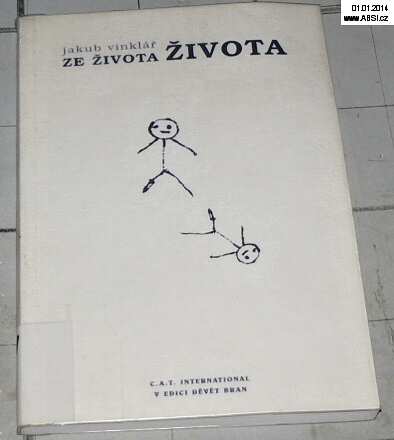 01.01.2014
www.ABSI.cz
jakub vinklář
ZE ŽIVOTA ŽIVOTA
C.A.T. INTERNATIONAL
V EDICI DĚVĚT BRAN